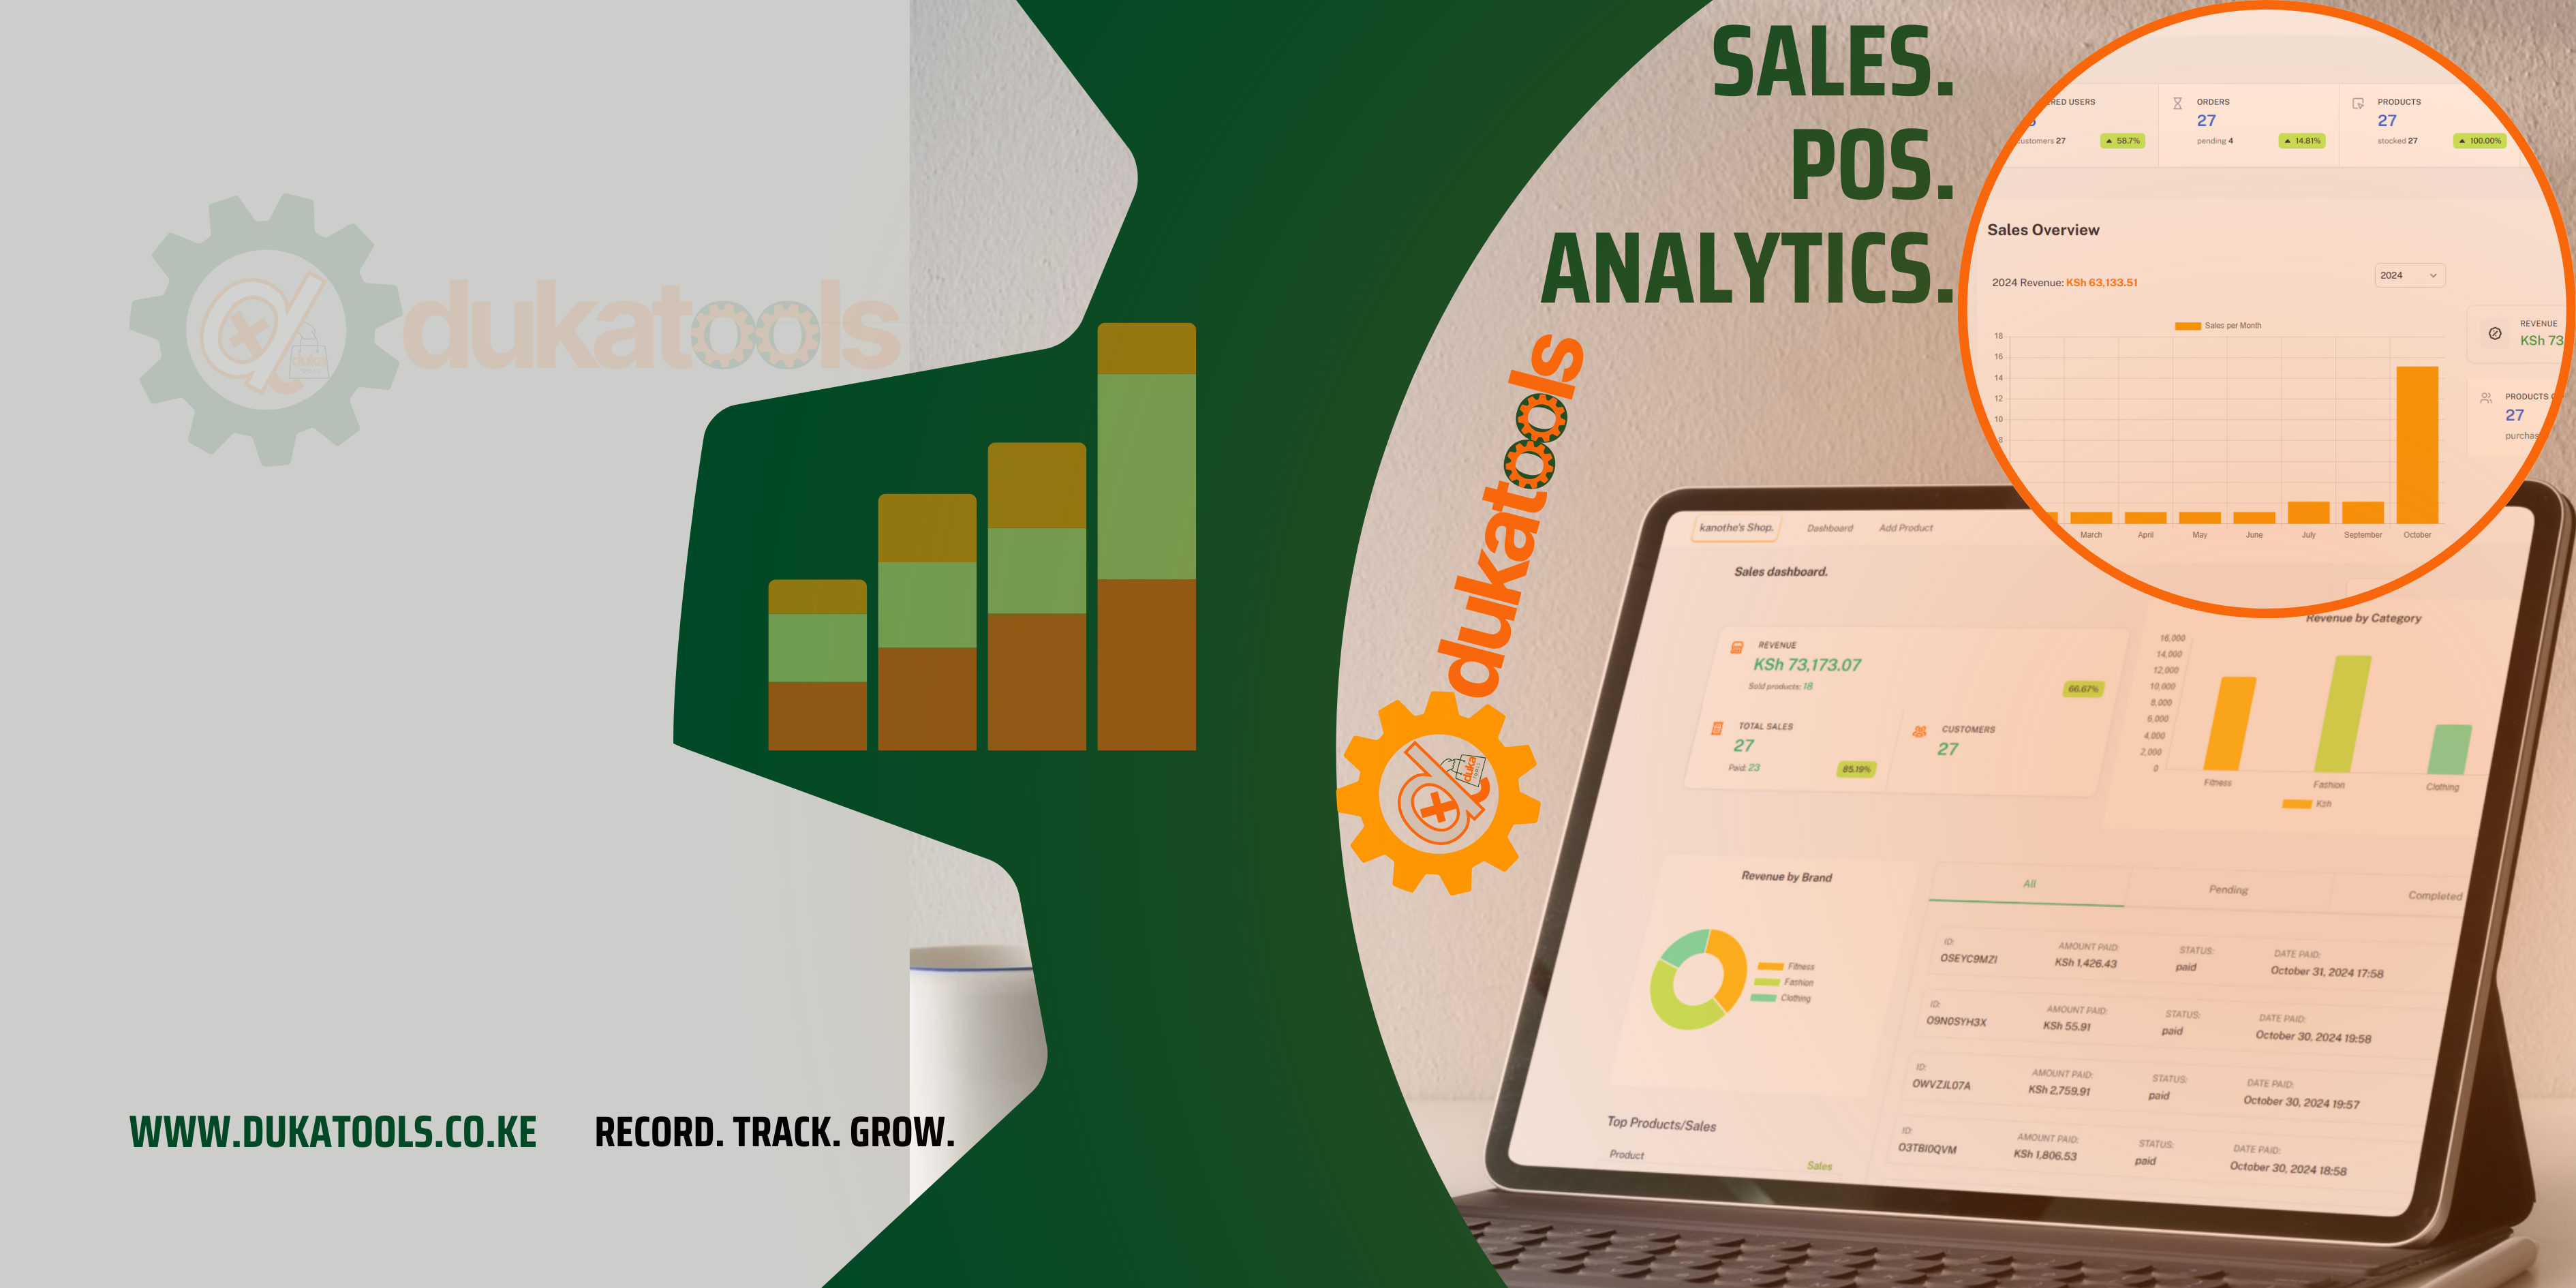 dukatools
WWW.DUKATOOLS.CO.KE
RECORD. TRACK. GROW.
SALES.
POS.
ANALYTICS.
dukatools
duka
USERS
customers 27
58.7%
ORDERS
27
pending 4
14.81%
PRODUCTS
27
stocked 27
100.00%
Sales Overview
2024 Revenue: KSh 63,133.51
2024
Sales per Month
18
16
14
12
10
8
March April May June July September October
REVENUE
KSh 73
PRODUCTS
27
kanothe's Shop.
Dashboard
Add Product
Sales dashboard.
REVENUE
KSh 73,173.07
Sold products: 18
66.67%
TOTAL SALES
27
Paid: 23
85.19%
CUSTOMERS
27
Revenue by Category
16,000
14,000
12,000
10,000
8,000
6,000
4,000
2,000
0
Fitness Fashion Clothing
Ksh
Revenue by Brand
Fitness
Fashion
Clothing
All Pending Completed
ID: AMOUNT PAID: STATUS: DATE PAID:
OSEYC9MZI KSh 1,426.43 paid October 31, 2024 17:58
ID: AMOUNT PAID: STATUS: DATE PAID:
O9N0SYH3X KSh 55.91 paid October 30, 2024 19:58
ID: AMOUNT PAID: STATUS: DATE PAID:
OWVZJL07A KSh 2,759.91 paid October 30, 2024 19:57
ID: AMOUNT PAID: STATUS: DATE PAID:
O3TBI0QVM KSh 1,806.53 paid October 30, 2024 18:58
Top Products/Sales
Product Sales